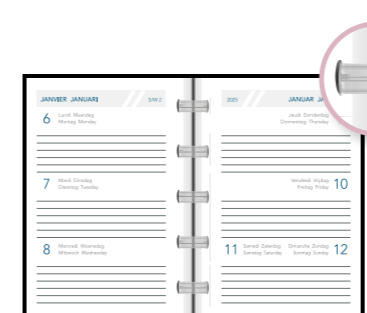 JANVIER JANUARI
S/W 2
6
Lundi Maandag
Montag Monday
7
Mardi Dinsdag
Dienstag Tuesday
8
Mercredi Woensdag
Mittwoch Wednesday
2025
JANUAR JA
Jeudi Donderdag
Donnerstag Thursday
Vendredi Vrijdag
Freitag Friday
10
11
Samedi Zaterdag
Samstag Saturday
Dimanche Zondag
Sonntag Sunday
12